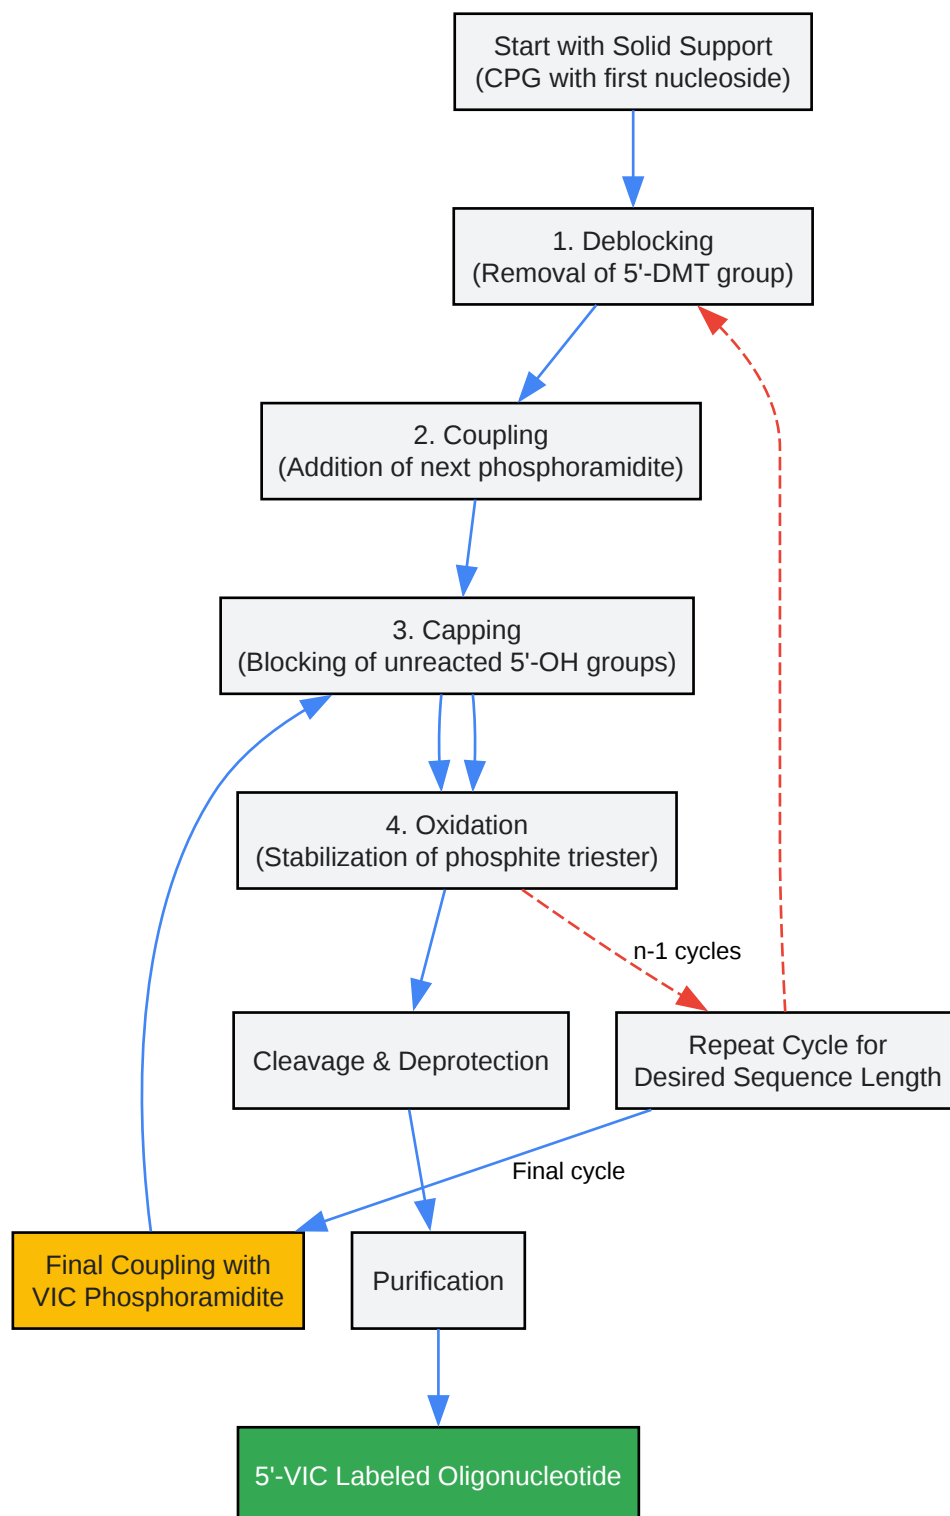 Start with Solid Support
(CPG with first nucleoside)
1. Deblocking
(Removal of 5'-DMT group)
2. Coupling
(Addition of next phosphoramidite)
3. Capping
(Blocking of unreacted 5'-OH groups)
4. Oxidation
(Stabilization of phosphite triester)
n-1 cycles
Cleavage & Deprotection
Repeat Cycle for
Desired Sequence Length
Final cycle
Final Coupling with
VIC Phosphoramidite
Purification
5'-VIC Labeled Oligonucleotide